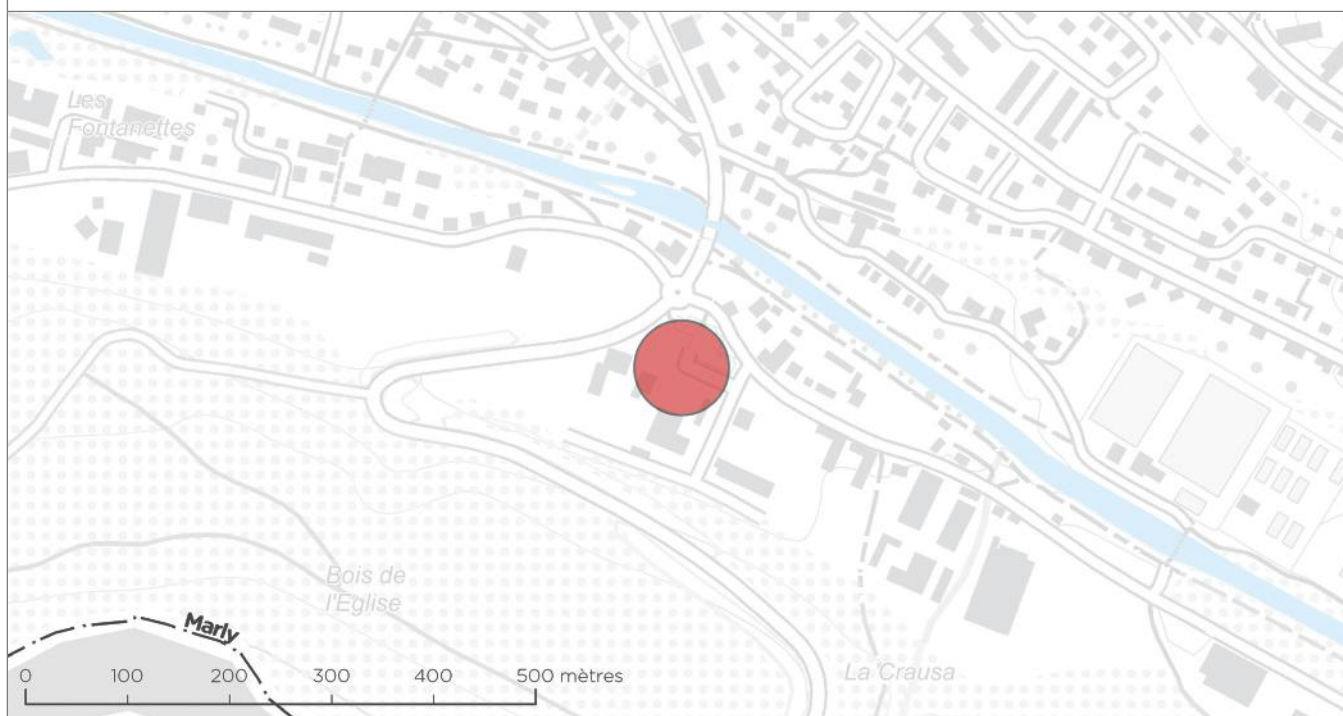 Les
Fontanettes
Bois de
l'Eglise
Marly
La Crausa
0 100 200 300 400 500 mètres